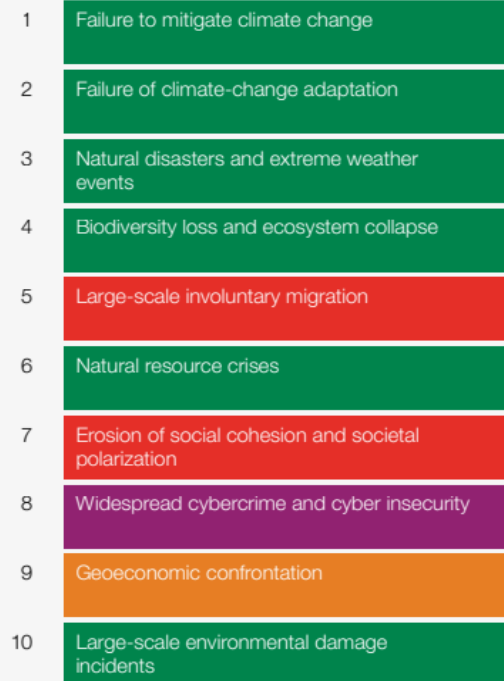 1 Failure to mitigate climate change
2 Failure of climate-change adaptation
3 Natural disasters and extreme weather
events
4 Biodiversity loss and ecosystem collapse
5 Large-scale involuntary migration
6 Natural resource crises
7 Erosion of social cohesion and societal
polarization
8 Widespread cybercrime and cyber insecurity
9 Geoeconomic confrontation
10 Large-scale environmental damage
incidents